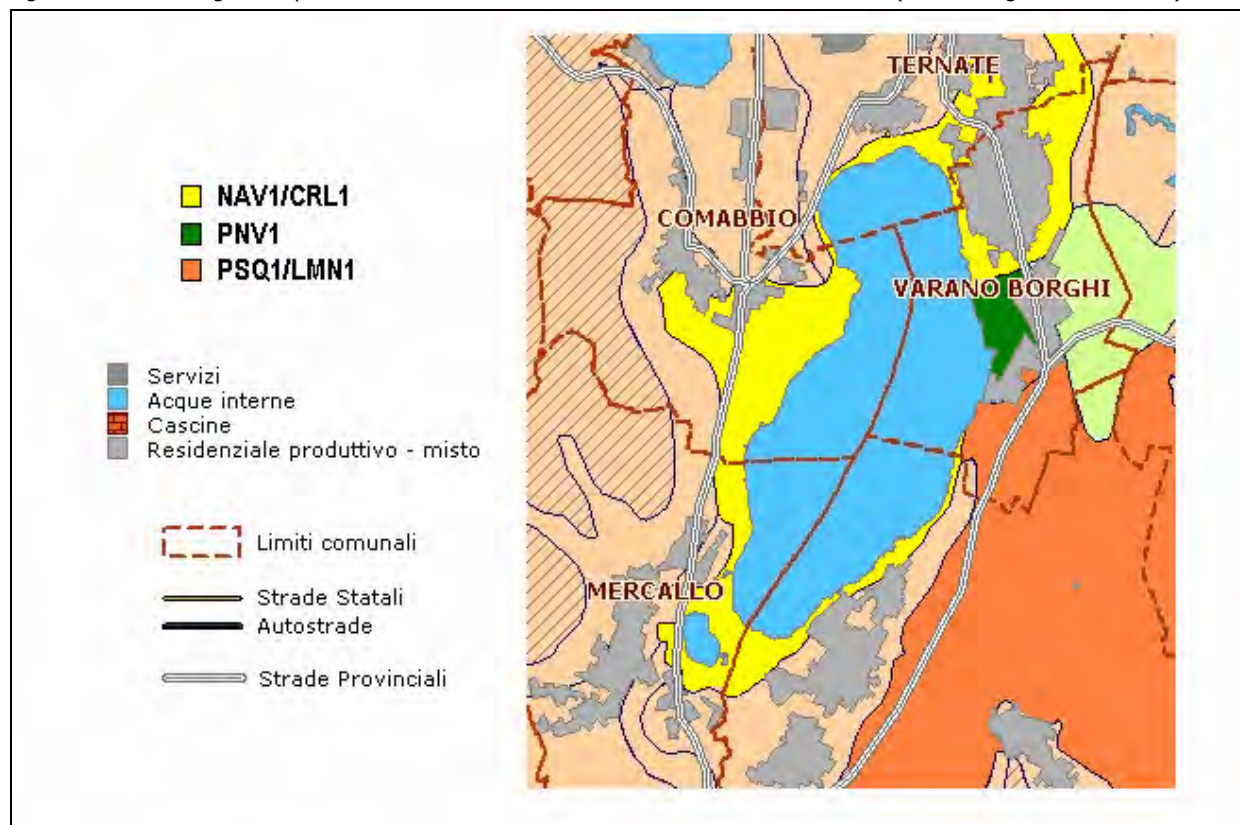 NAV1/CRL1
PNV1
PSQ1/LMN1
Servizi
Acque interne
Cascine
Residenziale produttivo - misto
Limiti comunali
Strade Statali
Autostrade
Strade Provinciali
TERNATE
COMABBIO
VARANO BORGHI
MERCALLO